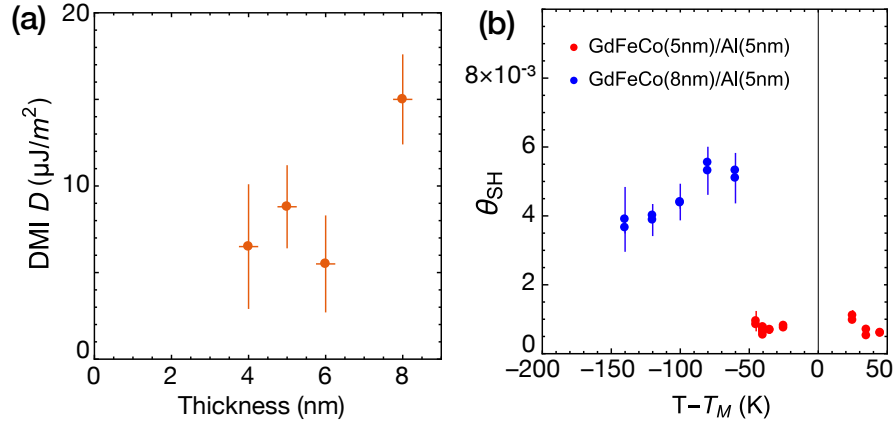 (a)
DMI D (μJ/m²)
20
10
0
0
2
4
6
8
Thickness (nm)
(b)
GdFeCo(5nm)/Al(5nm)
GdFeCo(8nm)/Al(5nm)
θSH
8×10⁻³
6
4
2
0
−200
−150
−100
−50
0
50
T−TM (K)